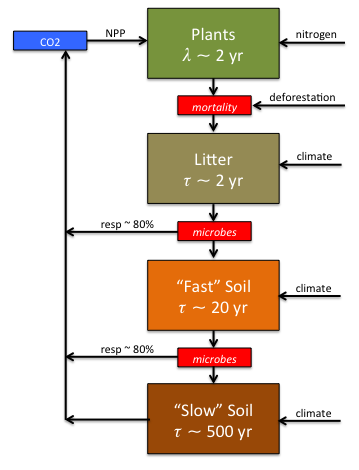 CO2
NPP
Plants
λ ~ 2 yr
nitrogen
mortality
deforestation
Litter
τ ~ 2 yr
climate
resp ~ 80%
microbes
"Fast" Soil
τ ~ 20 yr
climate
resp ~ 80%
microbes
"Slow" Soil
τ ~ 500 yr
climate